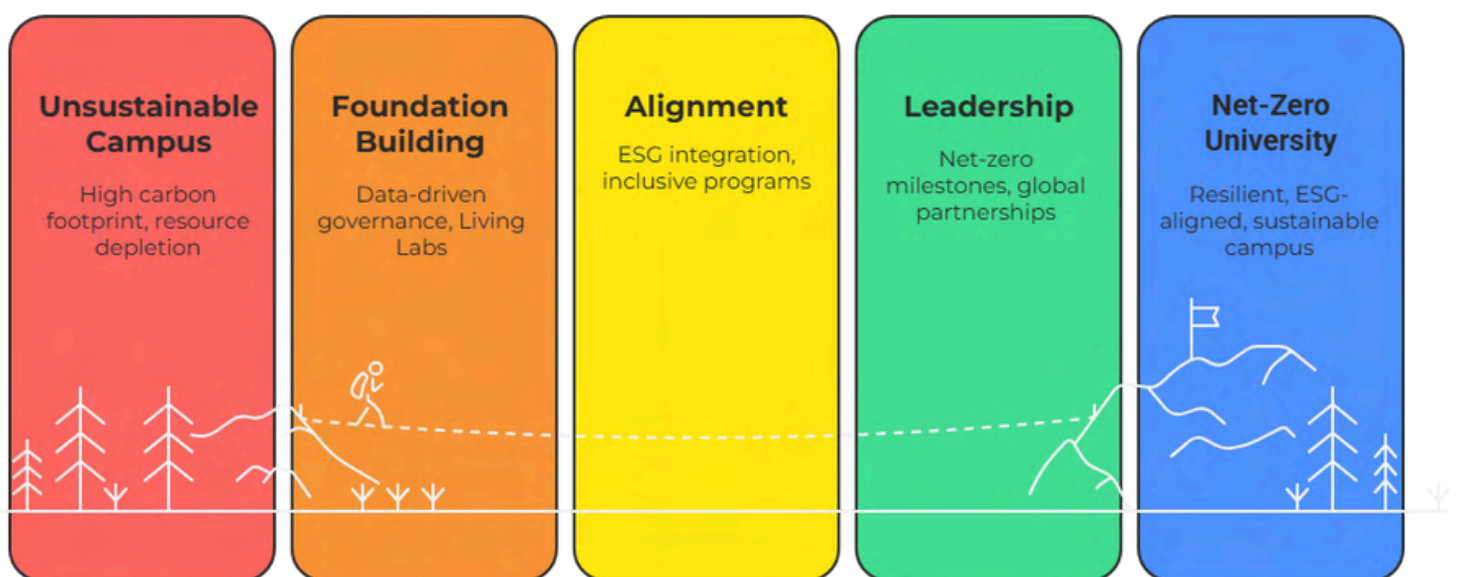 Unsustainable
Campus
High carbon
footprint, resource
depletion
Foundation
Building
Data-driven
governance, Living
Labs
Alignment
ESG integration,
inclusive programs
Leadership
Net-zero
milestones, global
partnerships
Net-Zero
University
Resilient, ESG-
aligned, sustainable
campus